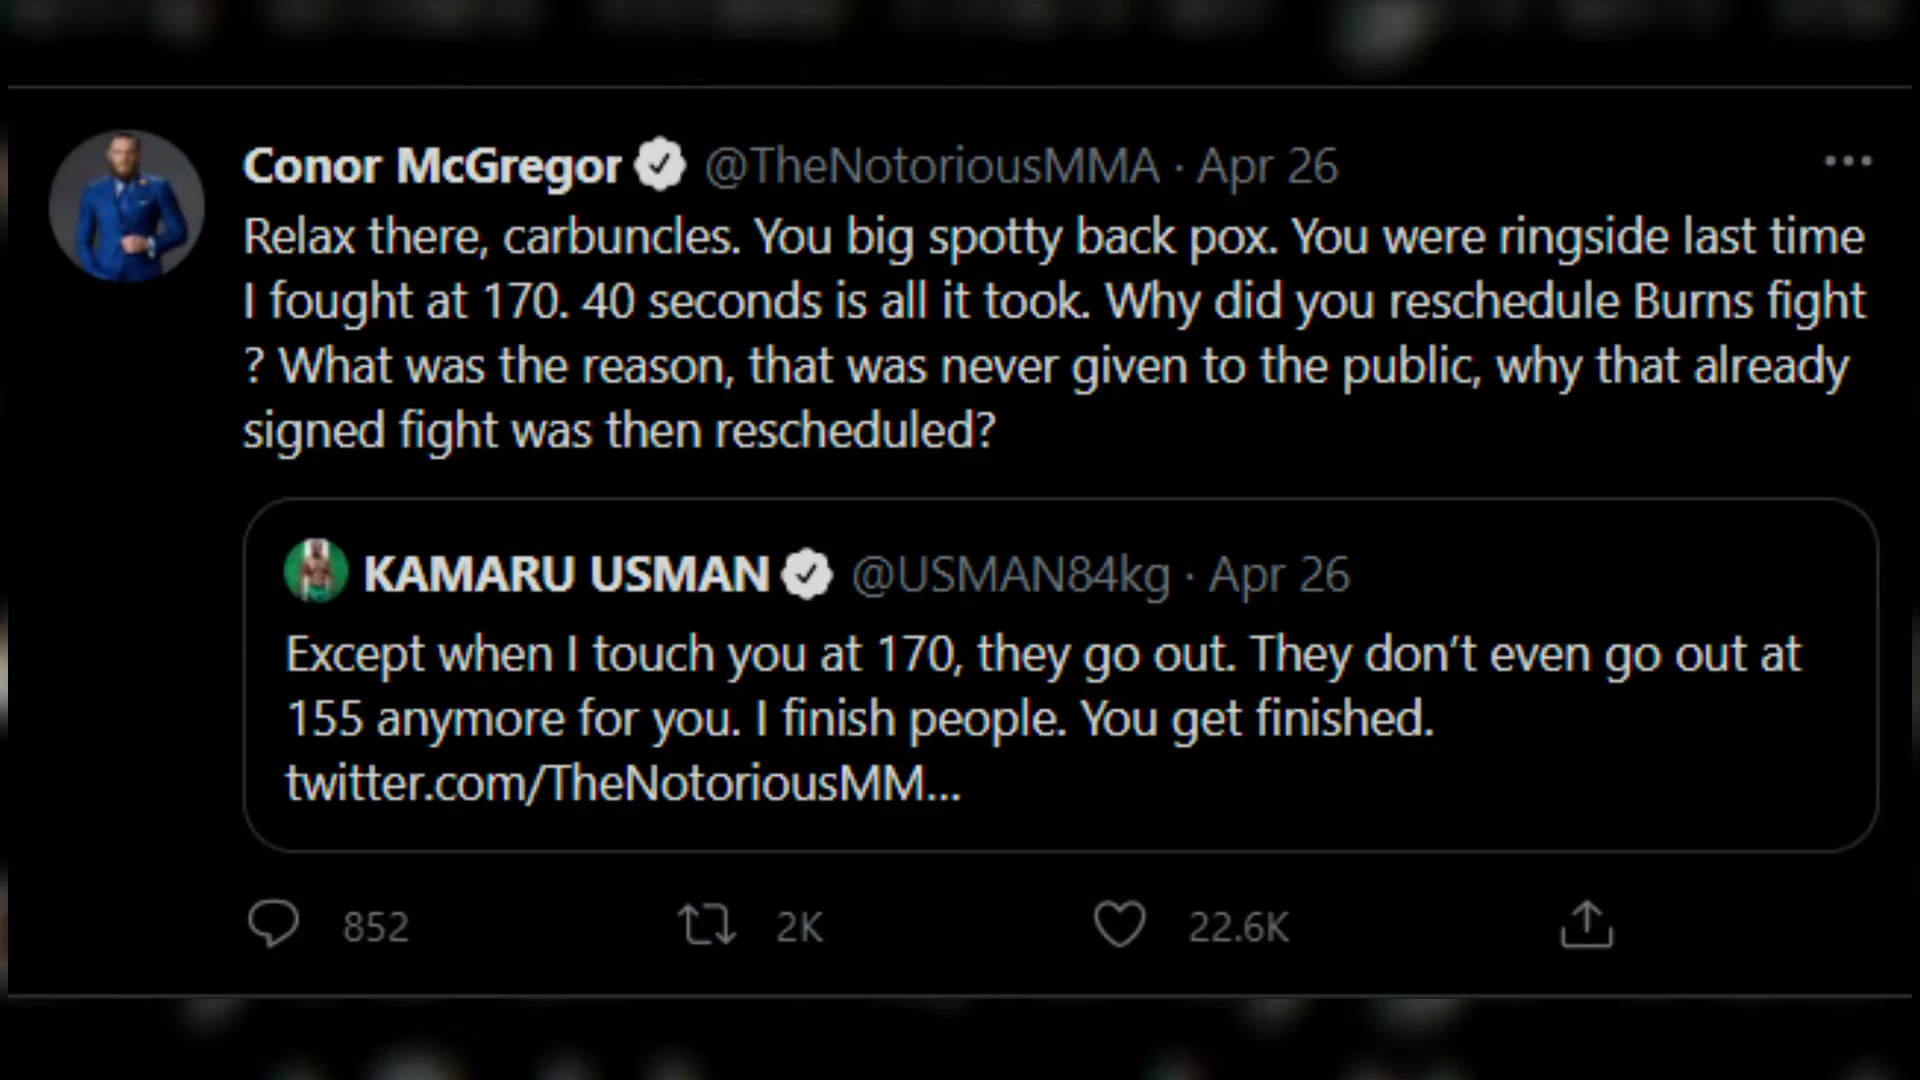 Conor McGregor @TheNotoriousMMA · Apr 26
Relax there, carbuncles. You big spotty back pox. You were ringside last time
I fought at 170. 40 seconds is all it took. Why did you reschedule Burns fight
? What was the reason, that was never given to the public, why that already
signed fight was then rescheduled?
KAMARU USMAN @USMAN84kg · Apr 26
Except when I touch you at 170, they go out. They don’t even go out at
155 anymore for you. I finish people. You get finished.
twitter.com/TheNotoriousMM...
852 2K 22.6K